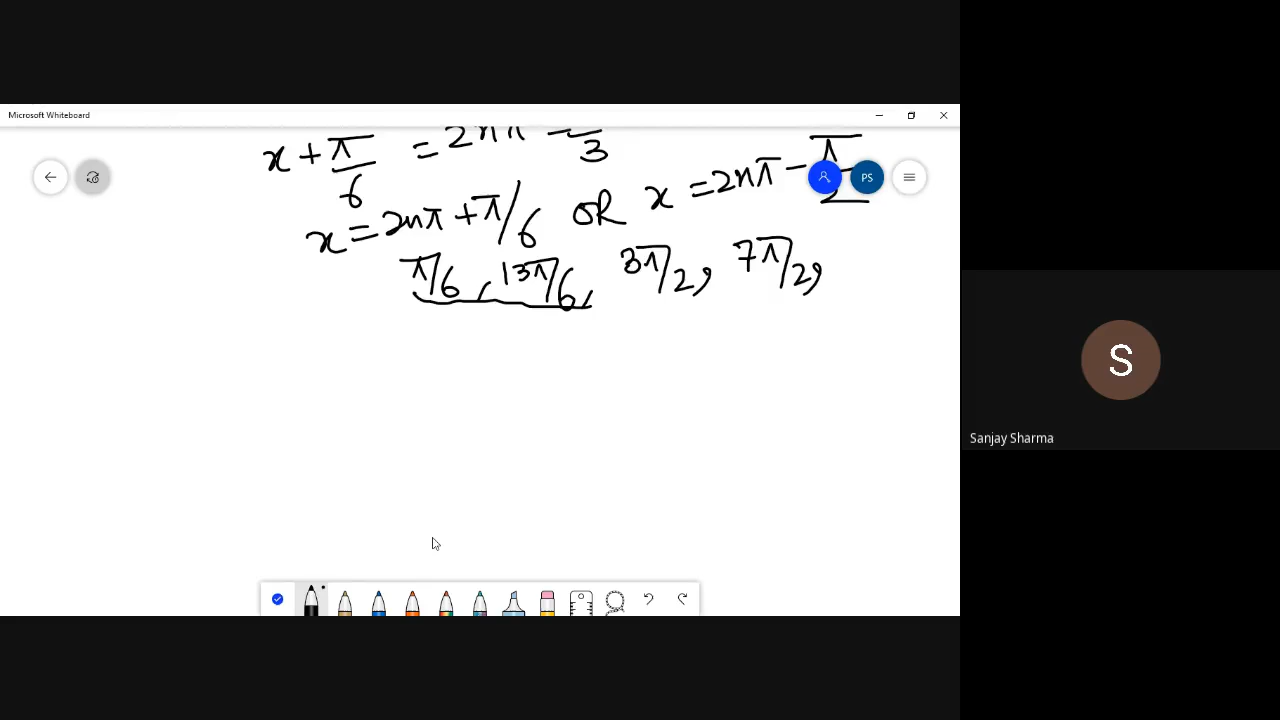 Microsoft Whiteboard
x + π/6 = 2nπ ± π/3
x = 2nπ + π/6 OR x = 2nπ - π/2
π/6, 13π/6, 3π/2, 7π/2,
PS
S
Sanjay Sharma